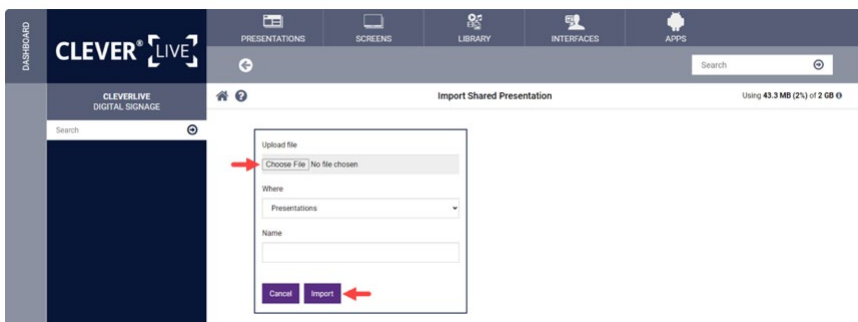 DASHBOARD
CLEVER® LIVE
PRESENTATIONS
SCREENS
LIBRARY
INTERFACES
APPS
Search
CLEVERLIVE
DIGITAL SIGNAGE
Import Shared Presentation
Using 43.3 MB (2%) of 2 GB
Search
Upload file
Choose File No file chosen
Where
Presentations
Name
Cancel Import